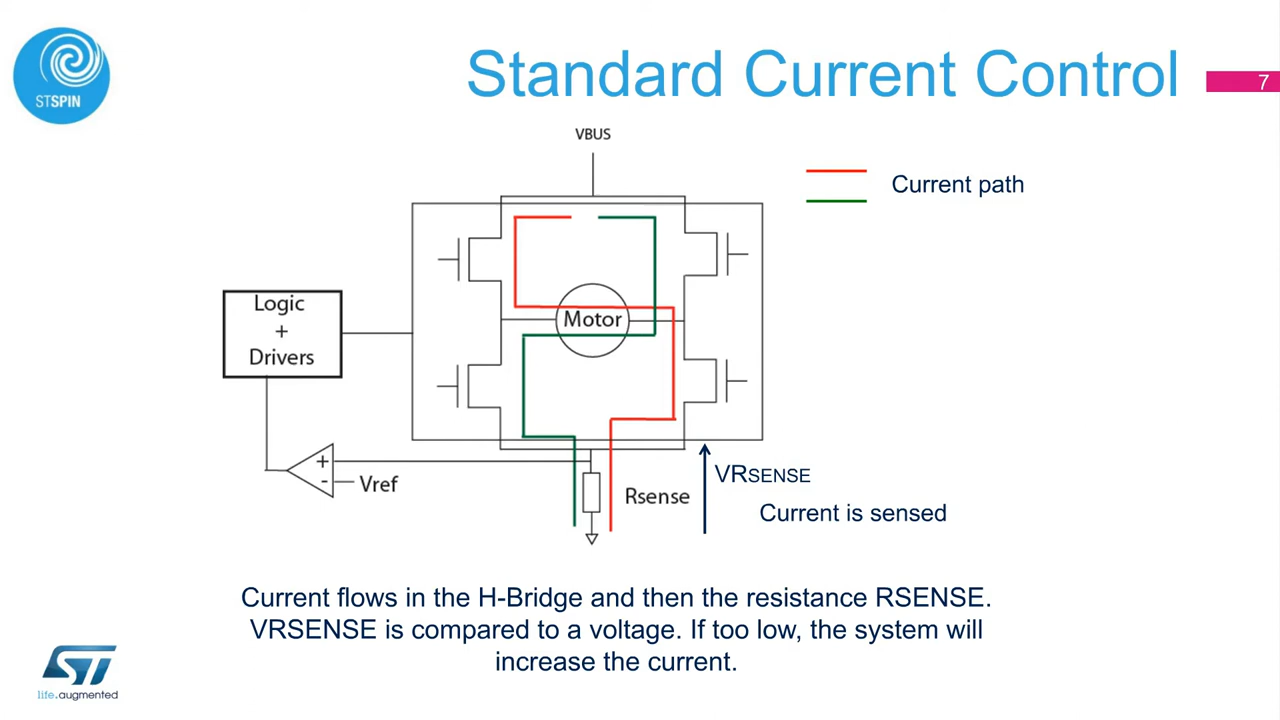 Standard Current Control
7
STSPIN
VBUS
Current path
Logic
+
Drivers
Motor
+
-
Vref
Rsense
VRSENSE
Current is sensed
Current flows in the H-Bridge and then the resistance RSENSE.
VRSENSE is compared to a voltage. If too low, the system will
increase the current.
ST
life.augmented